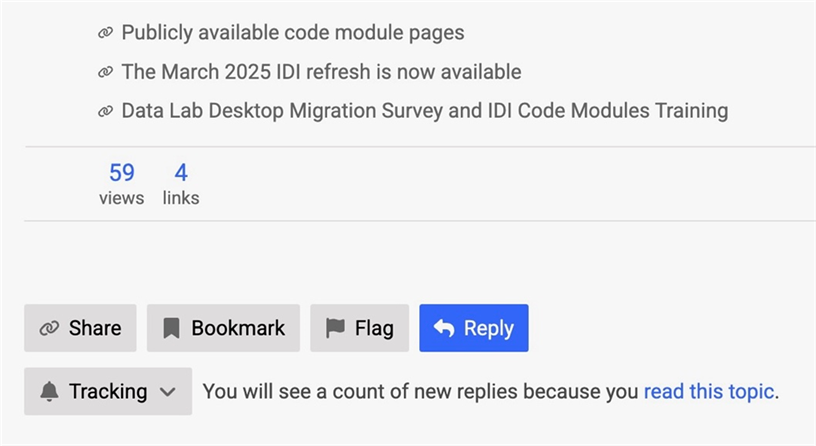 Publicly available code module pages
The March 2025 IDI refresh is now available
Data Lab Desktop Migration Survey and IDI Code Modules Training
59 4
views links
Share Bookmark Flag Reply
Tracking You will see a count of new replies because you read this topic.